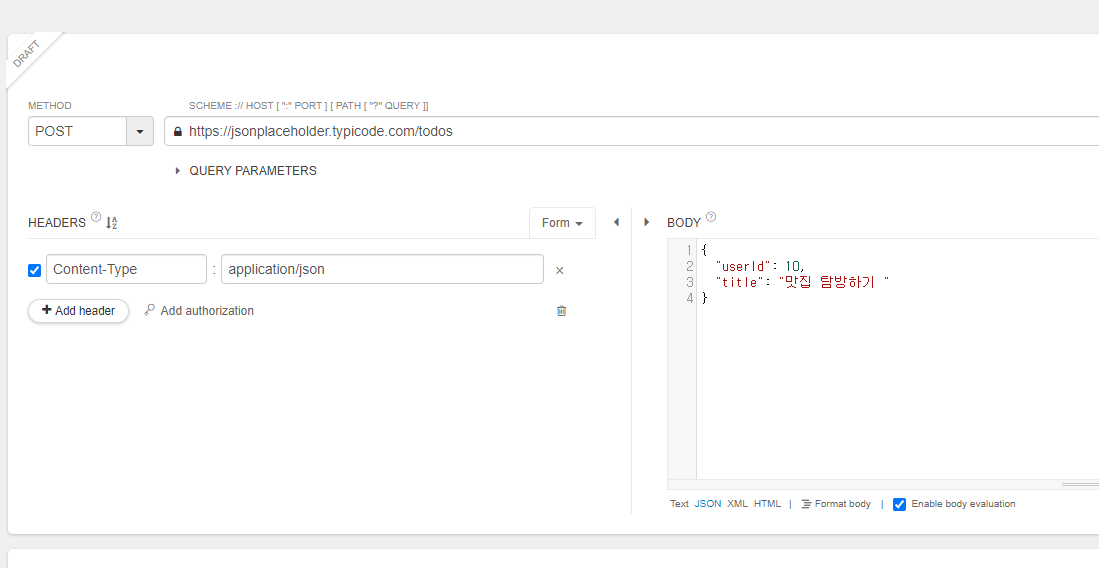 DRAFT
METHOD
SCHEME :// HOST [ ":" PORT ] [ PATH [ "?" QUERY ]]
POST
https://jsonplaceholder.typicode.com/todos
QUERY PARAMETERS
HEADERS ? A Z
Form
BODY ?
Content-Type : application/json ×
+ Add header
Add authorization
1 {
2 "userId": 10,
3 "title": "맛집 탐방하기 "
4 }
Text JSON XML HTML | Format body | Enable body evaluation